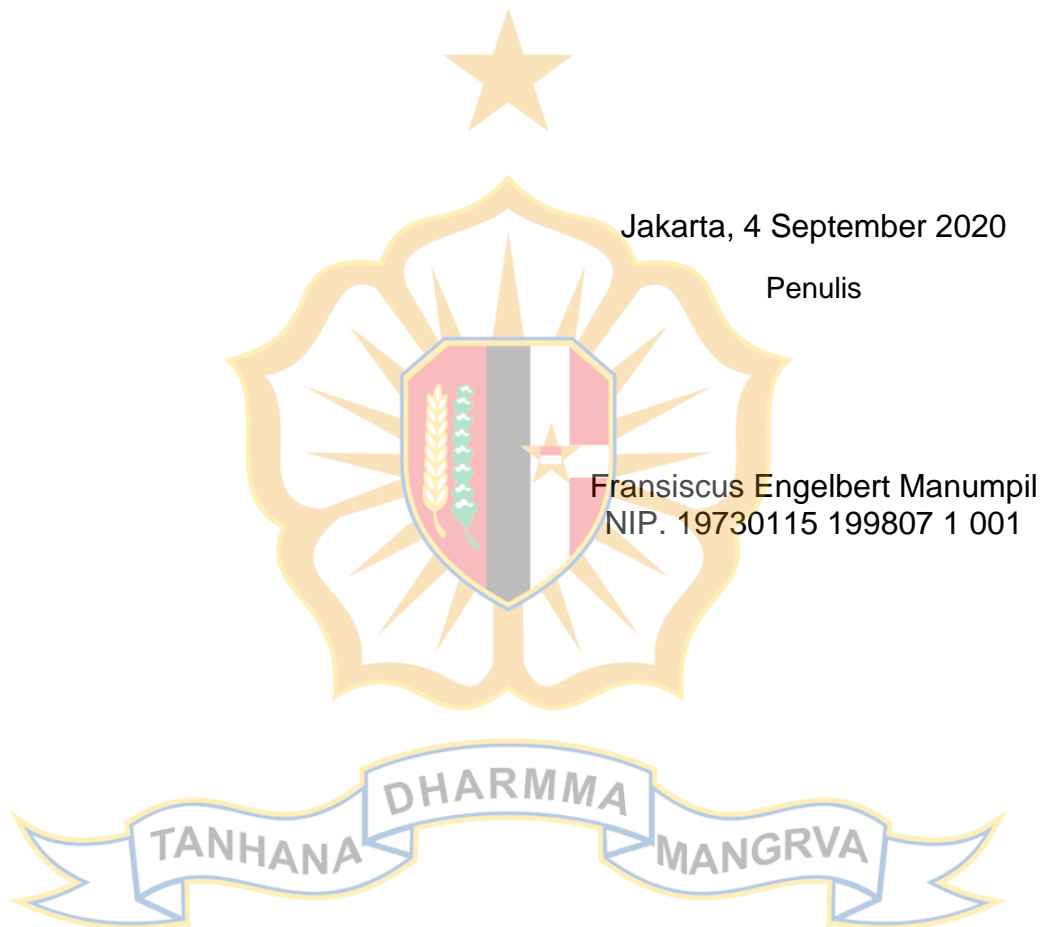 Jakarta, 4 September 2020
Penulis
Fransiscus Engelbert Manumpil
NIP. 19730115 199807 1 001
TANHANA DHARMMA MANGRVA